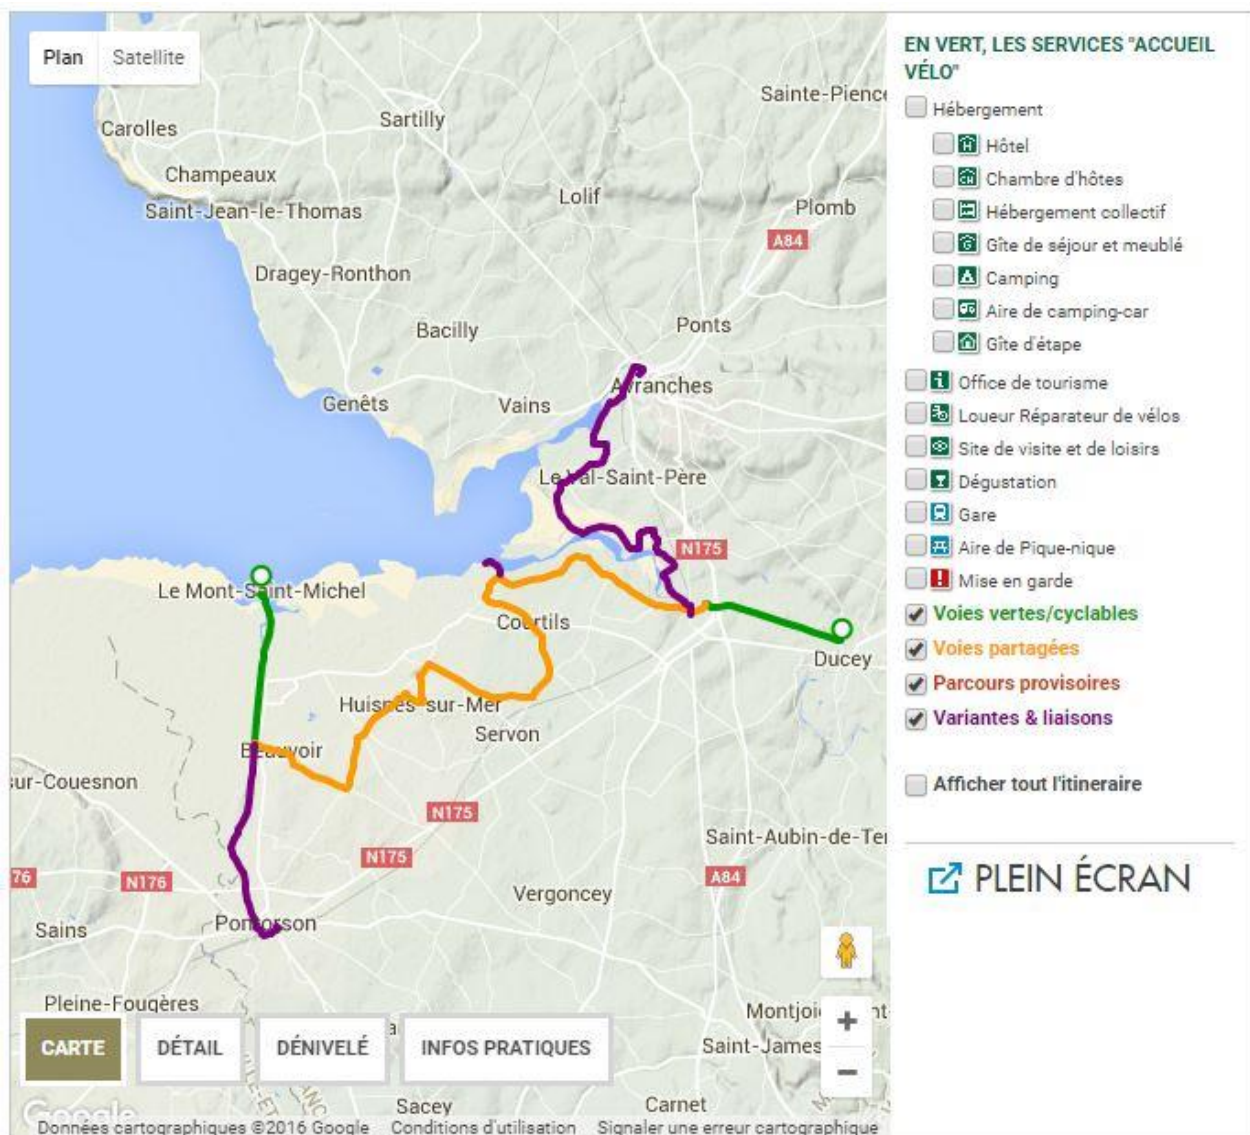 Plan
Satellite
Sainte-Pience
Carolles
Sartilly
Champeaux
Lolif
Saint-Jean-le-Thomas
Plomb
A84
Dragey-Ronthon
Bacilly
Ponts
Avranches
Genêts
Vains
Le Val-Saint-Père
N175
Le Mont-Saint-Michel
Courtils
Ducey
Huisnes-sur-Mer
Servon
Beauvoir
sur-Couesnon
N175
Saint-Aubin-de-Ter
N175
76
N176
A84
Vergoncey
Pontorson
Sains
Pleine-Fougères
Saint-James
CARTE
DÉTAIL
DÉNIVELÉ
INFOS PRATIQUES
Sacey
Carnet
Google
Données cartographiques ©2016 Google
Conditions d'utilisation
Signaler une erreur cartographique
EN VERT, LES SERVICES "ACCUEIL
VÉLO"
Hébergement
Hôtel
Chambre d'hôtes
Hébergement collectif
Gîte de séjour et meublé
Camping
Aire de camping-car
Gîte d'étape
Office de tourisme
Loueur Réparateur de vélos
Site de visite et de loisirs
Dégustation
Gare
Aire de Pique-nique
Mise en garde
Voies vertes/cyclables
Voies partagées
Parcours provisoires
Variantes & liaisons
Afficher tout l'itineraire
PLEIN ÉCRAN